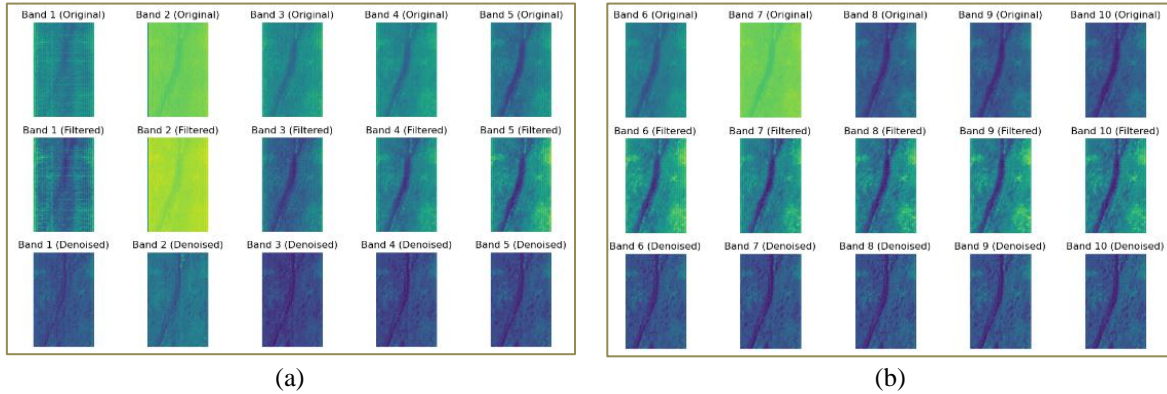 Band 1 (Original) Band 2 (Original) Band 3 (Original) Band 4 (Original) Band 5 (Original)
Band 1 (Filtered) Band 2 (Filtered) Band 3 (Filtered) Band 4 (Filtered) Band 5 (Filtered)
Band 1 (Denoised) Band 2 (Denoised) Band 3 (Denoised) Band 4 (Denoised) Band 5 (Denoised)
(a)
Band 6 (Original) Band 7 (Original) Band 8 (Original) Band 9 (Original) Band 10 (Original)
Band 6 (Filtered) Band 7 (Filtered) Band 8 (Filtered) Band 9 (Filtered) Band 10 (Filtered)
Band 6 (Denoised) Band 7 (Denoised) Band 8 (Denoised) Band 9 (Denoised) Band 10 (Denoised)
(b)